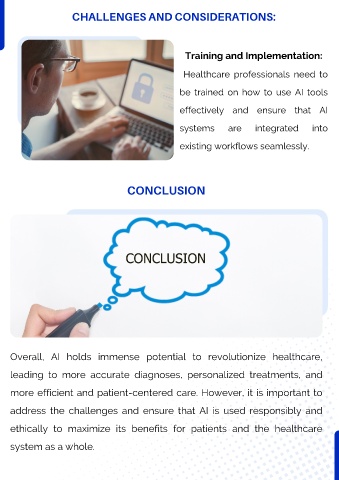 CHALLENGES AND CONSIDERATIONS:
Training and Implementation:
Healthcare professionals need to
be trained on how to use AI tools
effectively and ensure that AI
systems are integrated into
existing workflows seamlessly.
CONCLUSION
CONCLUSION
Overall, AI holds immense potential to revolutionize healthcare,
leading to more accurate diagnoses, personalized treatments, and
more efficient and patient-centered care. However, it is important to
address the challenges and ensure that AI is used responsibly and
ethically to maximize its benefits for patients and the healthcare
system as a whole.